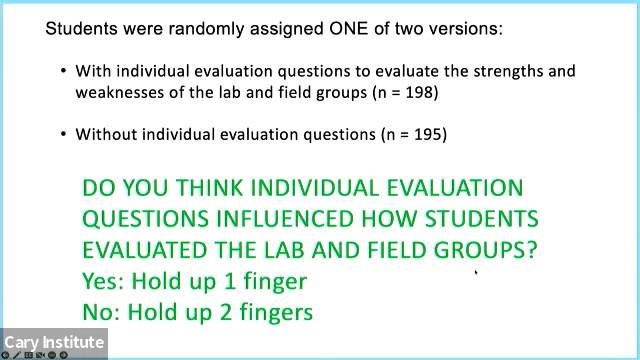 Students were randomly assigned ONE of two versions:
• With individual evaluation questions to evaluate the strengths and
weaknesses of the lab and field groups (n = 198)
• Without individual evaluation questions (n = 195)
DO YOU THINK INDIVIDUAL EVALUATION
QUESTIONS INFLUENCED HOW STUDENTS
EVALUATED THE LAB AND FIELD GROUPS?
Yes: Hold up 1 finger
No: Hold up 2 fingers
Cary Institute